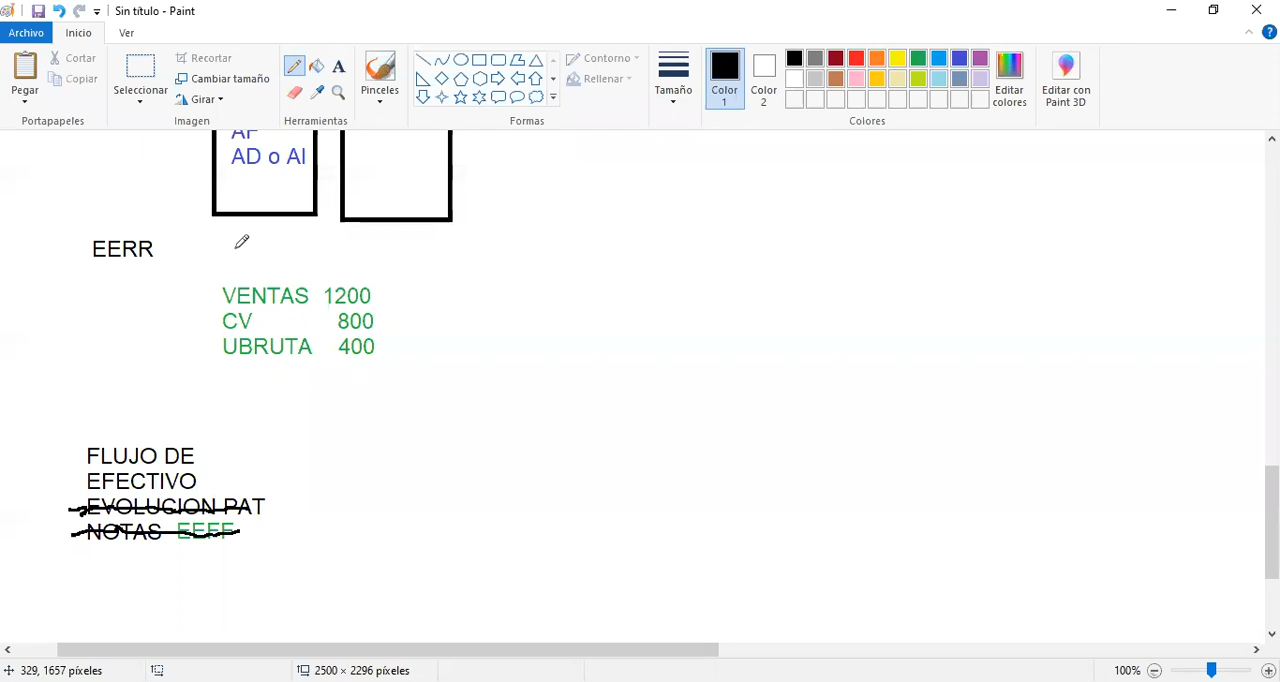 Sin título - Paint
Archivo Inicio Ver
Pegar
Cortar
Copiar
Portapapeles
Seleccionar
Recortar
Cambiar tamaño
Girar
Imagen
A
Herramientas
Pinceles
Contorno
Rellenar
Formas
Tamaño
Color 1
Color 2
Editar colores
Editar con Paint 3D
Colores
AF
AD o AI
EERR
VENTAS 1200
CV 800
UBRUTA 400
FLUJO DE
EFECTIVO
EVOLUCION PAT
NOTAS EEFF
329, 1657 píxeles
2500 × 2296 píxeles
100%